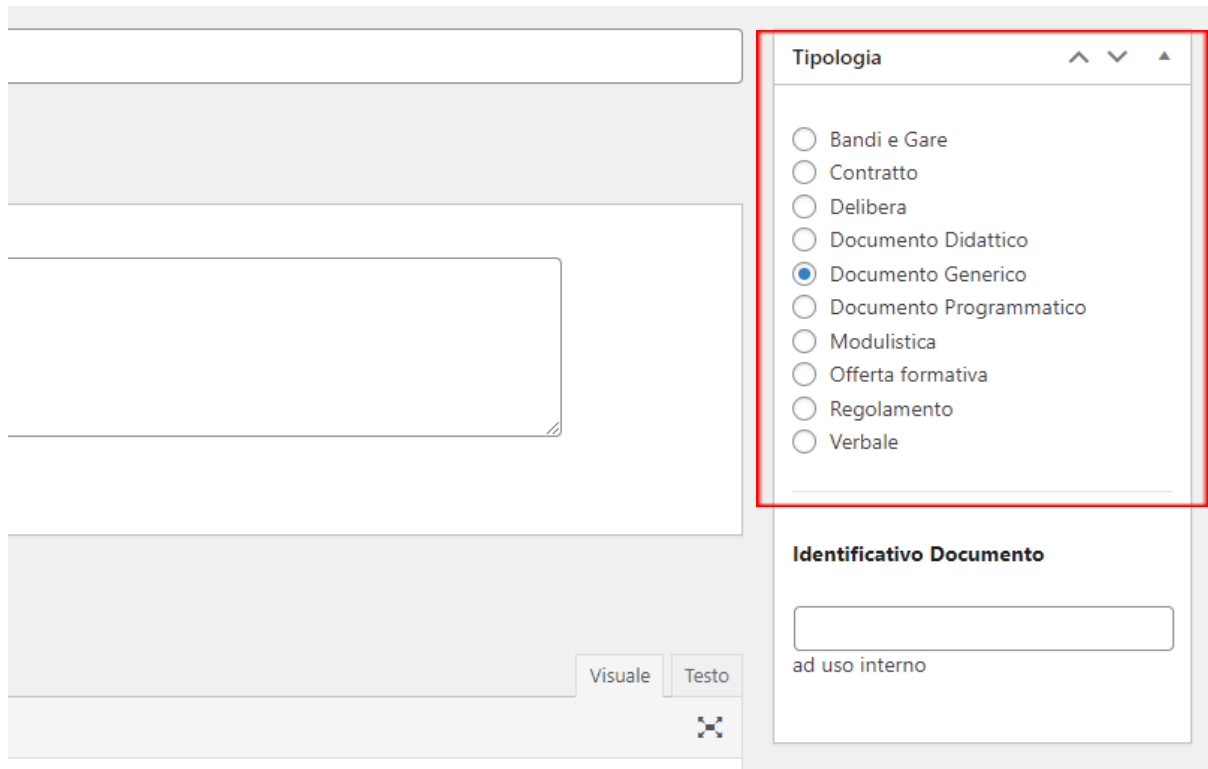 Tipologia
Bandi e Gare
Contratto
Delibera
Documento Didattico
Documento Generico
Documento Programmatico
Modulistica
Offerta formativa
Regolamento
Verbale
Identificativo Documento
ad uso interno
Visuale Testo